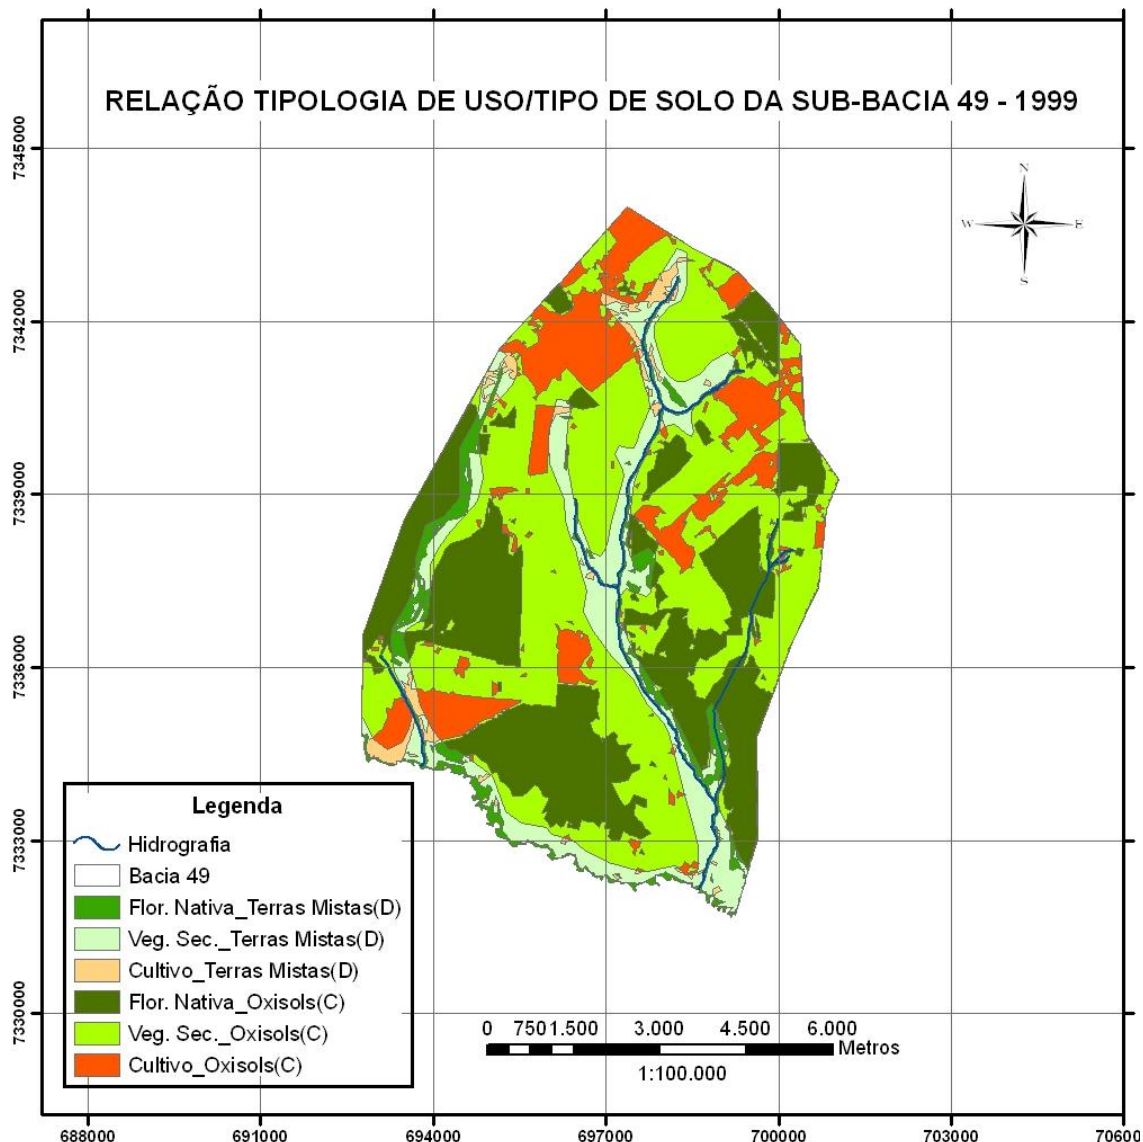 RELAÇÃO TIPOLOGIA DE USO/TIPO DE SOLO DA SUB-BACIA 49 - 1999
7345000
7342000
7339000
7336000
7333000
7330000
N
W
E
S
Legenda
Hidrografia
Bacia 49
Flor. Nativa_Terras Mistas(D)
Veg. Sec._Terras Mistas(D)
Cultivo_Terras Mistas(D)
Flor. Nativa_Oxisols(C)
Veg. Sec._Oxisols(C)
Cultivo_Oxisols(C)
0 750 1.500 3.000 4.500 6.000
Metros
1:100.000
688000 691000 694000 697000 700000 703000 70600